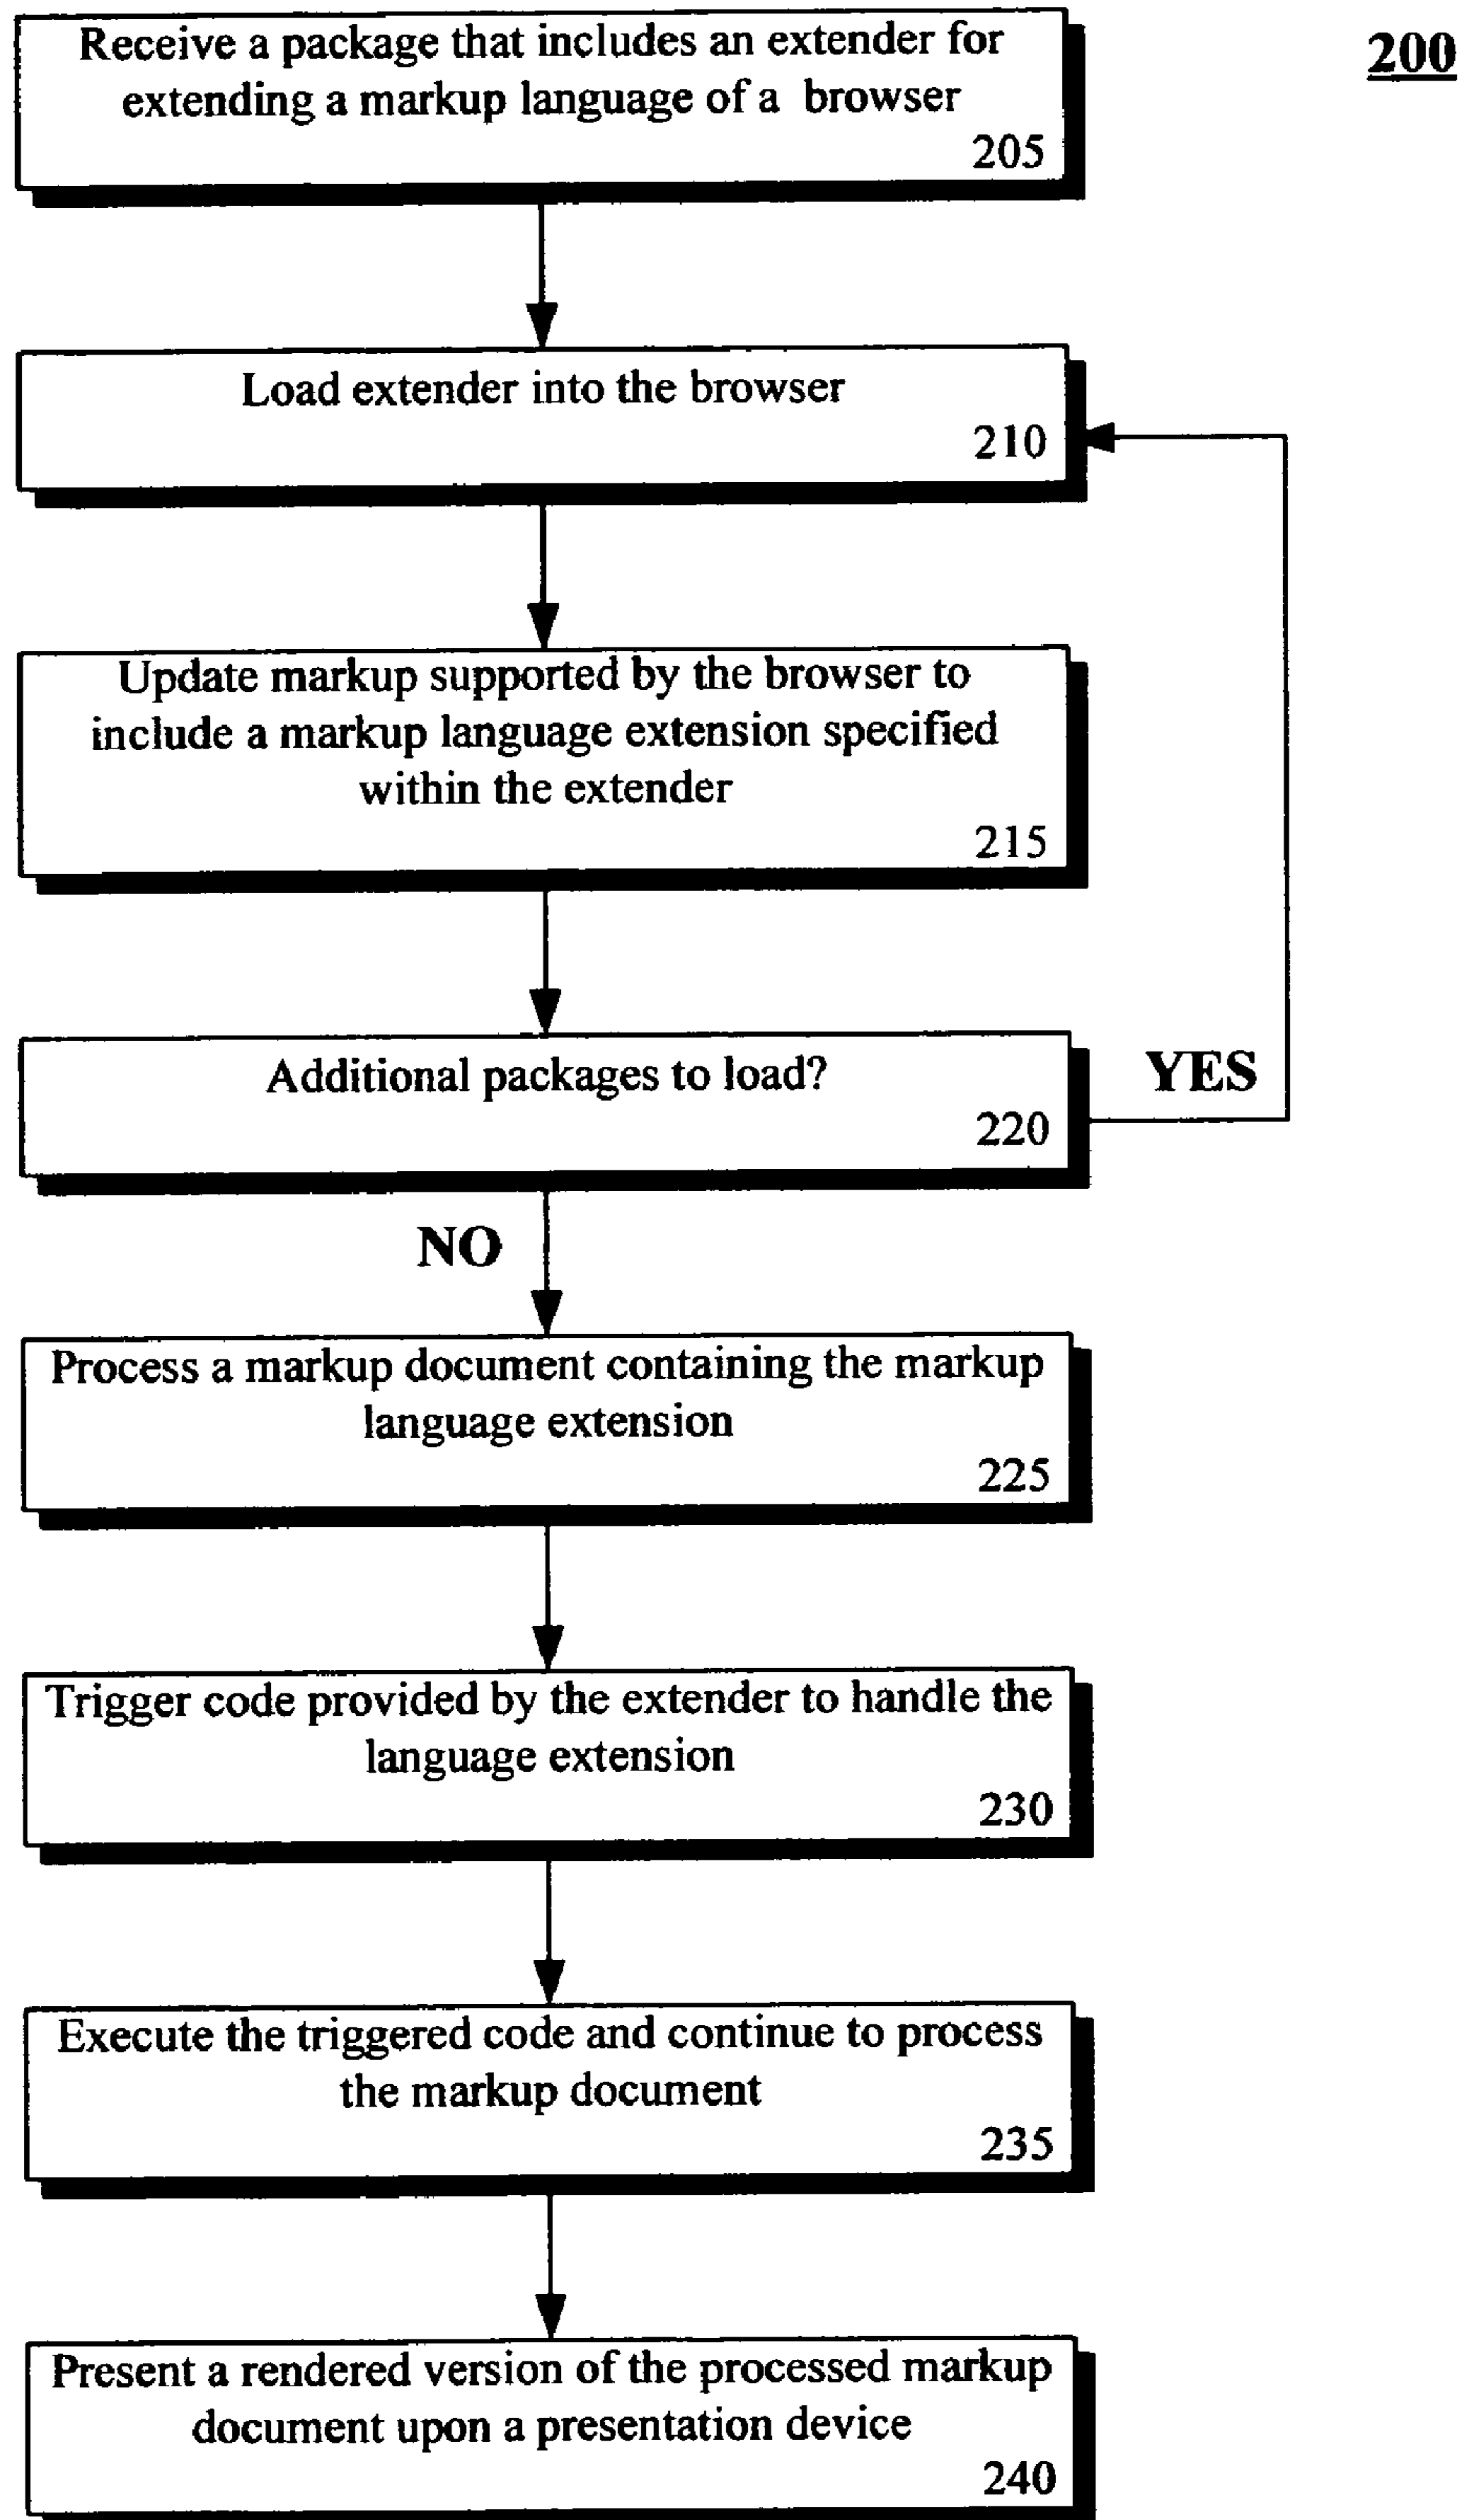 200
Receive a package that includes an extender for
extending a markup language of a browser
205
Load extender into the browser
210
Update markup supported by the browser to
include a markup language extension specified
within the extender
215
Additional packages to load?
220
YES
NO
Process a markup document containing the markup
language extension
225
Trigger code provided by the extender to handle the
language extension
230
Execute the triggered code and continue to process
the markup document
235
Present a rendered version of the processed markup
document upon a presentation device
240